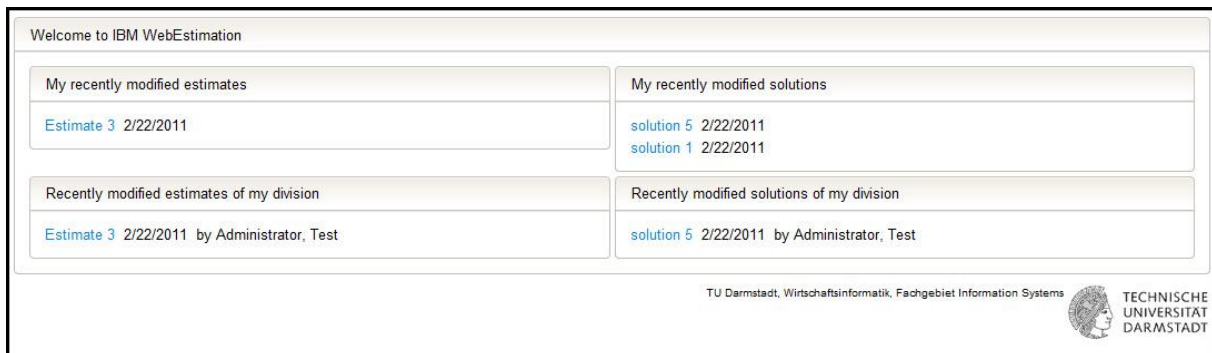 Welcome to IBM WebEstimation
My recently modified estimates
Estimate 3 2/22/2011
My recently modified solutions
solution 5 2/22/2011
solution 1 2/22/2011
Recently modified estimates of my division
Estimate 3 2/22/2011 by Administrator, Test
Recently modified solutions of my division
solution 5 2/22/2011 by Administrator, Test
TU Darmstadt, Wirtschaftsinformatik, Fachgebiet Information Systems
TECHNISCHE
UNIVERSITÄT
DARMSTADT